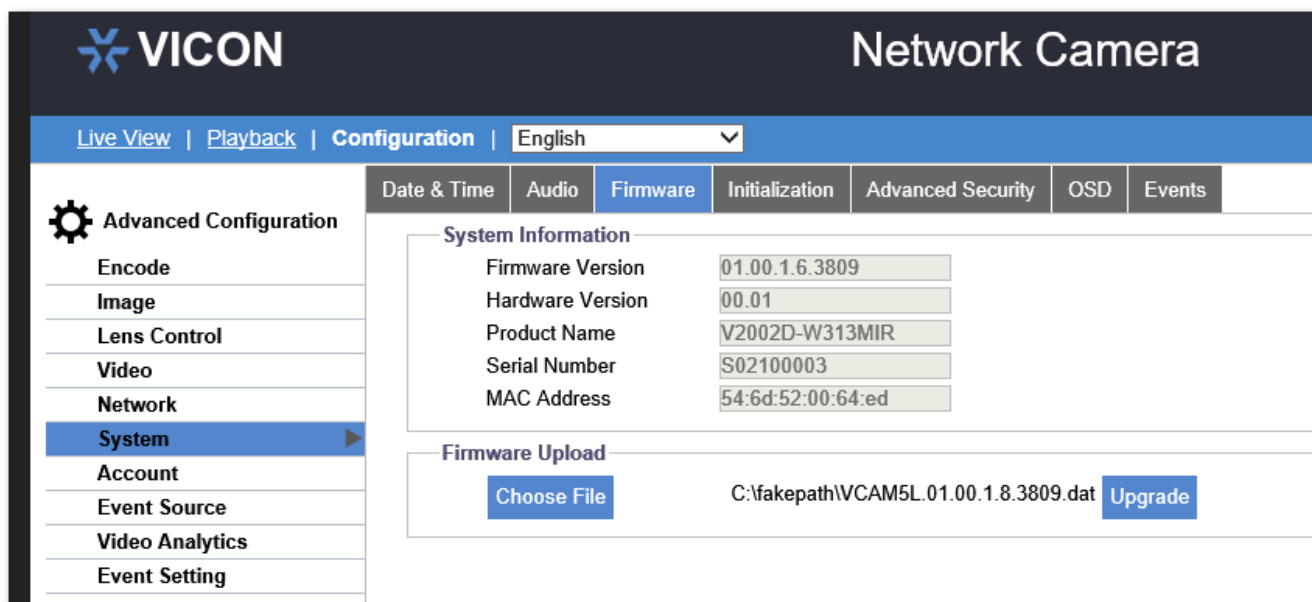 VICON
Network Camera
Live View | Playback | Configuration | English
Date & Time Audio Firmware Initialization Advanced Security OSD Events
Advanced Configuration
Encode
Image
Lens Control
Video
Network
System
Account
Event Source
Video Analytics
Event Setting
System Information
Firmware Version 01.00.1.6.3809
Hardware Version 00.01
Product Name V2002D-W313MIR
Serial Number S02100003
MAC Address 54:6d:52:00:64:ed
Firmware Upload
Choose File C:\fakepath\VCAM5L.01.00.1.8.3809.dat Upgrade